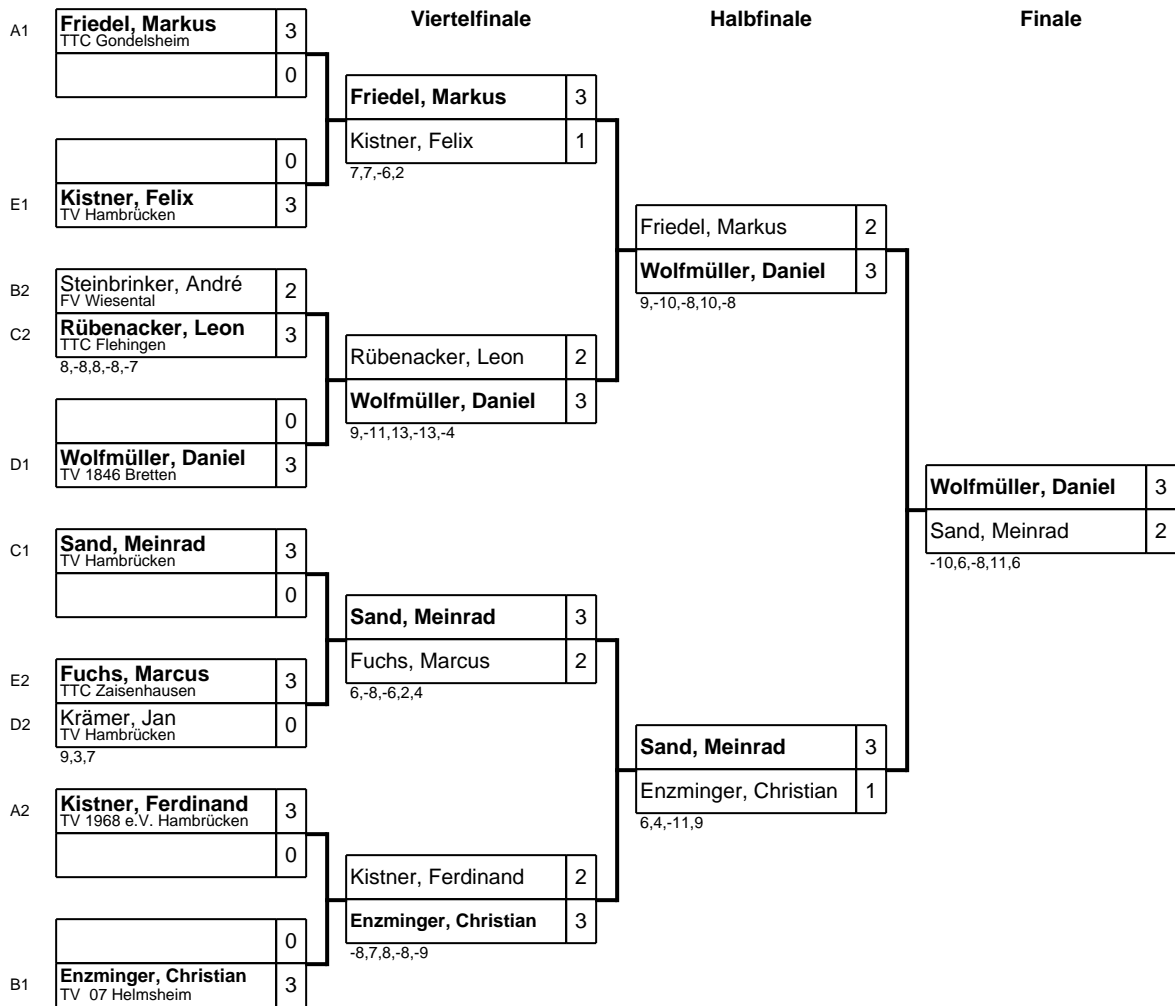 Viertelfinale
Halbfinale
Finale
A1
Friedel, Markus 3
TTC Gondelsheim
0
0
E1
Kistner, Felix 3
TV Hambrücken
B2
Steinbrinker, André 2
FV Wiesental
C2
Rübenacker, Leon 3
TTC Flehingen
8,-8,8,-8,-7
0
D1
Wolfmüller, Daniel 3
TV 1846 Bretten
C1
Sand, Meinrad 3
TV Hambrücken
0
E2
Fuchs, Marcus 3
TTC Zaisenhausen
D2
Krämer, Jan 0
TV Hambrücken
9,3,7
A2
Kistner, Ferdinand 3
TV 1968 e.V. Hambrücken
0
0
B1
Enzminger, Christian 3
TV 07 Helmsheim
Friedel, Markus 3
Kistner, Felix 1
7,7,-6,2
Rübenacker, Leon 2
Wolfmüller, Daniel 3
9,-11,13,-13,-4
Sand, Meinrad 3
Fuchs, Marcus 2
6,-8,-6,2,4
Kistner, Ferdinand 2
Enzminger, Christian 3
-8,7,8,-8,-9
Friedel, Markus 2
Wolfmüller, Daniel 3
9,-10,-8,10,-8
Sand, Meinrad 3
Enzminger, Christian 1
6,4,-11,9
Wolfmüller, Daniel 3
Sand, Meinrad 2
-10,6,-8,11,6